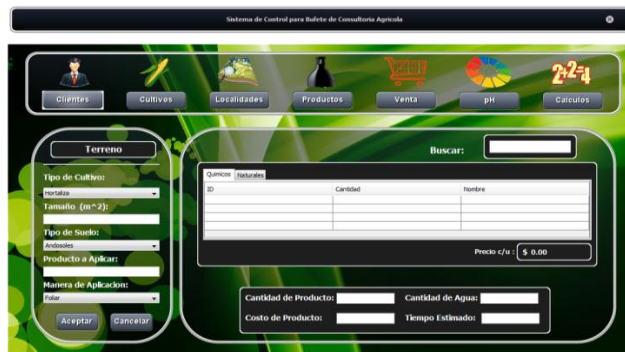 Sistema de Control para Bufete de Consultoria Agricola
2+2=4
Clientes Cultivos Localidades Productos Venta pH Calculos
Terreno
Buscar:
Tipo de Cultivo:
Hortaliza
Tamaño (m^2):
Tipo de Suelo:
Andosoles
Producto a Aplicar:
Manera de Aplicacion:
Foliar
Aceptar Cancelar
Quimicos Naturales
ID Cantidad Nombre
Precio c/u : $ 0.00
Cantidad de Producto: Cantidad de Agua:
Costo de Producto: Tiempo Estimado: